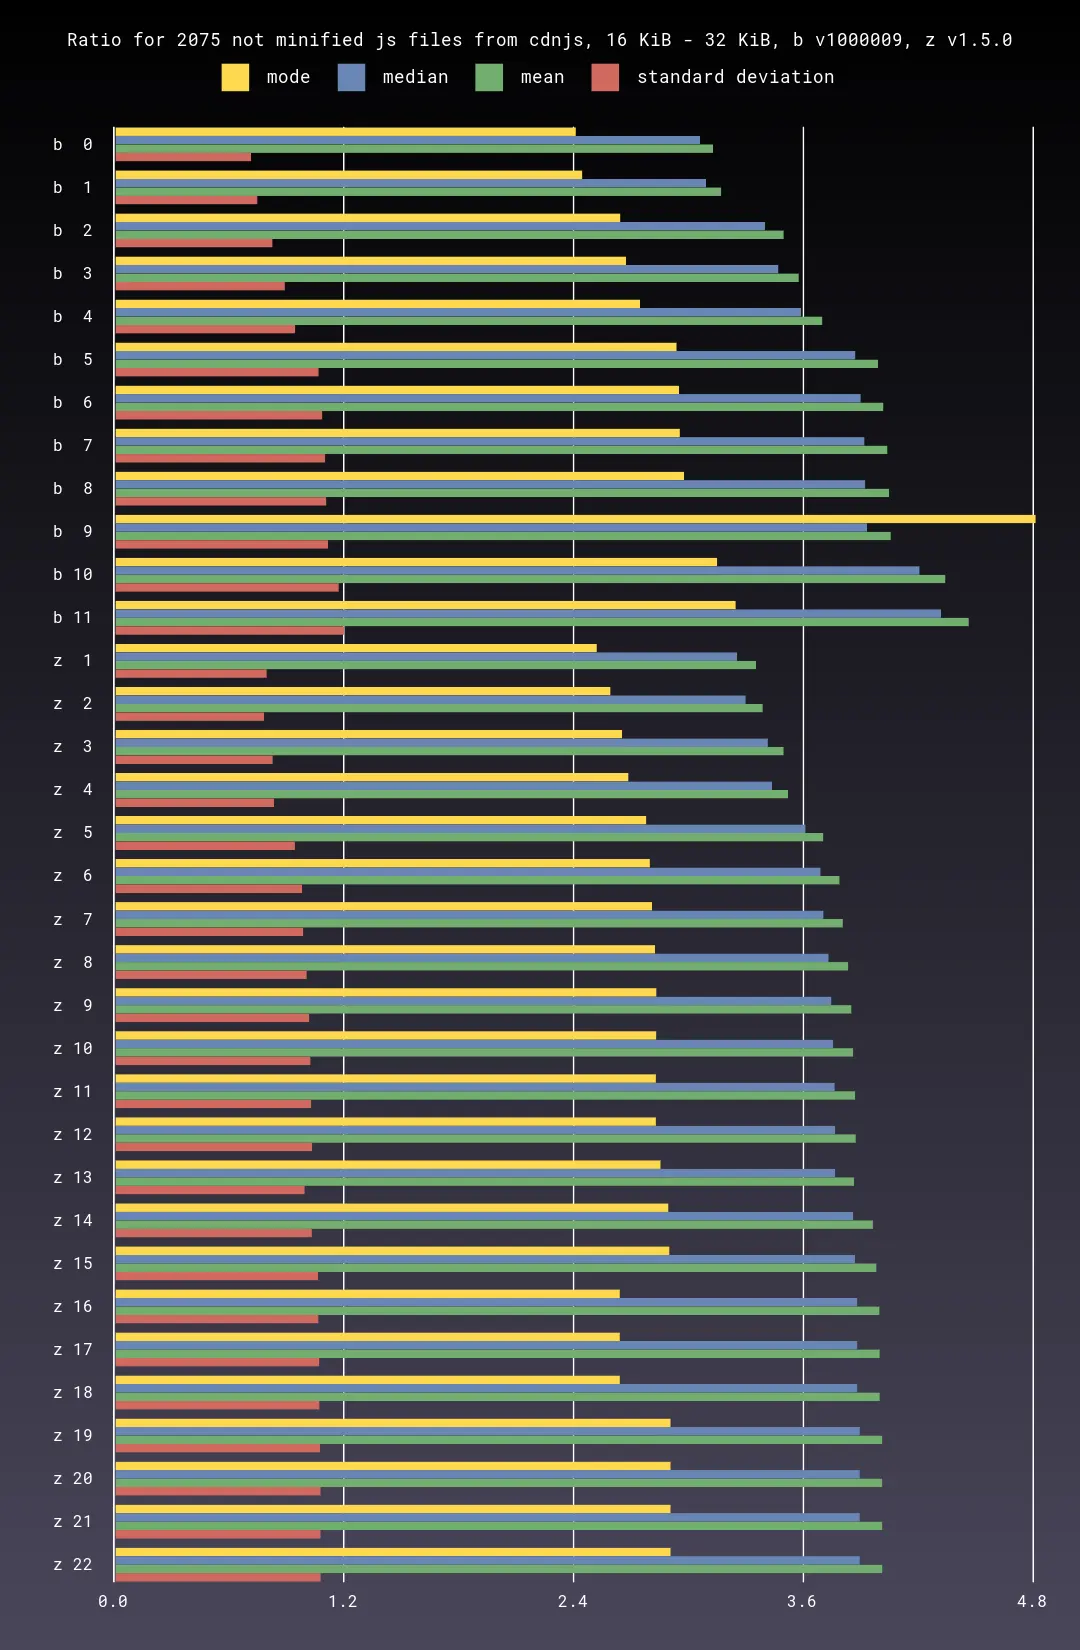 Ratio for 2075 not minified js files from cdnjs, 16 KiB - 32 KiB, b v1000009, z v1.5.0
mode median mean standard deviation
b 0
b 1
b 2
b 3
b 4
b 5
b 6
b 7
b 8
b 9
b 10
b 11
z 1
z 2
z 3
z 4
z 5
z 6
z 7
z 8
z 9
z 10
z 11
z 12
z 13
z 14
z 15
z 16
z 17
z 18
z 19
z 20
z 21
z 22
0.0 1.2 2.4 3.6 4.8